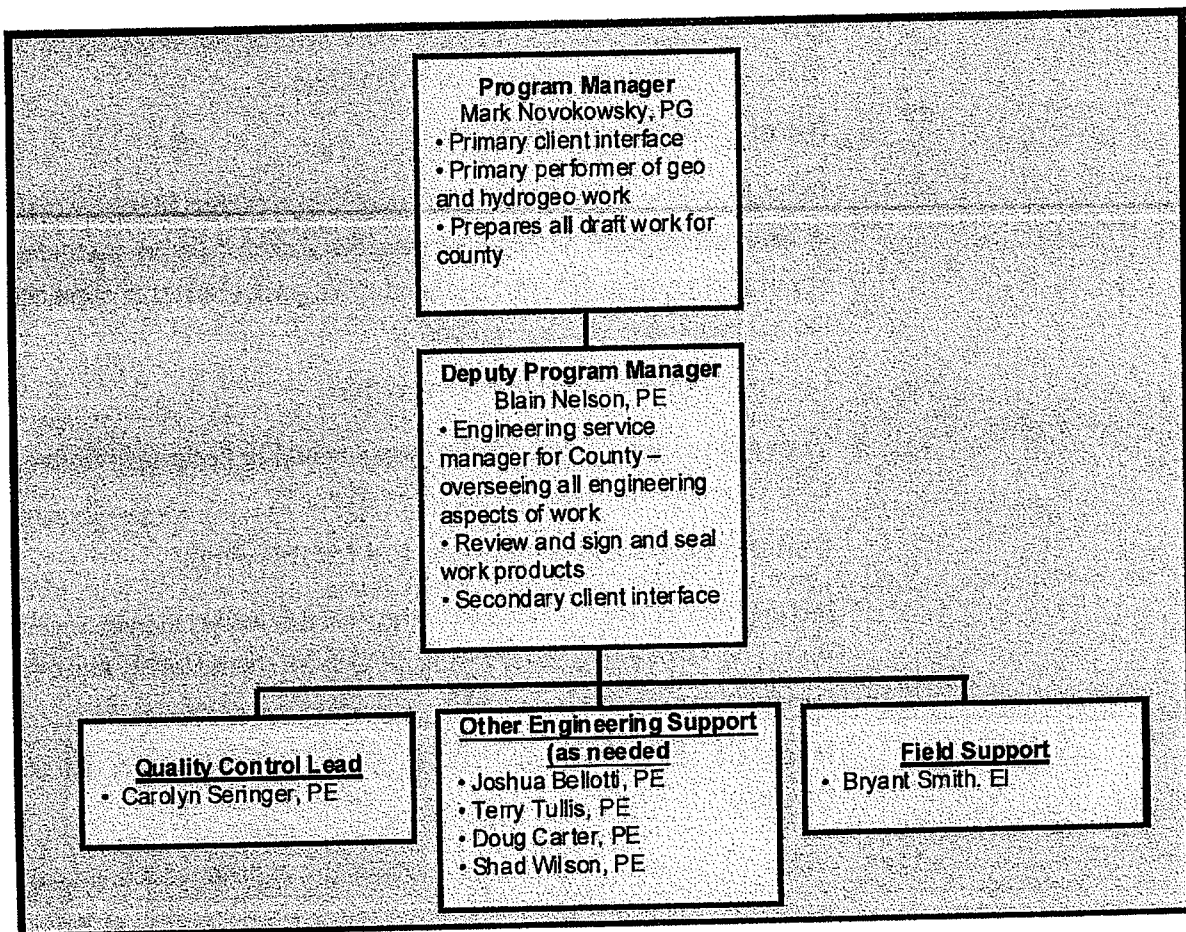 Program Manager
Mark Novokowsky, PG
• Primary client interface
• Primary performer of geo
and hydrogeo work
• Prepares all draft work for
county
Deputy Program Manager
Blain Nelson, PE
• Engineering service
manager for County –
overseeing all engineering
aspects of work
• Review and sign and seal
work products
• Secondary client interface
Quality Control Lead
• Carolyn Seringer, PE
Other Engineering Support
(as needed
• Joshua Bellotti, PE
• Terry Tullis, PE
• Doug Carter, PE
• Shad Wilson, PE
Field Support
• Bryant Smith. EI